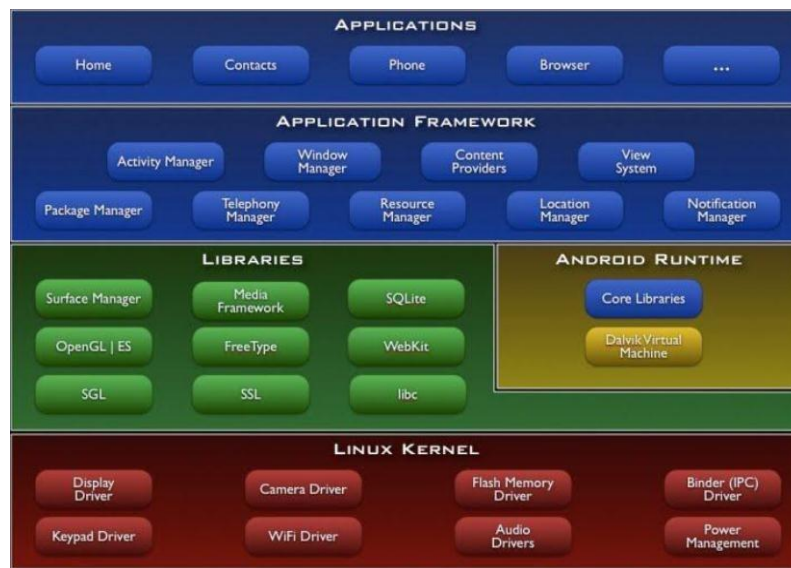 APPLICATIONS
Home
Contacts
Phone
Browser
...
APPLICATION FRAMEWORK
Activity Manager
Window
Manager
Content
Providers
View
System
Package Manager
Telephony
Manager
Resource
Manager
Location
Manager
Notification
Manager
LIBRARIES
Surface Manager
Media
Framework
SQLite
OpenGL | ES
FreeType
WebKit
SGL
SSL
libc
ANDROID RUNTIME
Core Libraries
Dalvik Virtual
Machine
LINUX KERNEL
Display
Driver
Camera Driver
Flash Memory
Driver
Binder (IPC)
Driver
Keypad Driver
WiFi Driver
Audio
Drivers
Power
Management